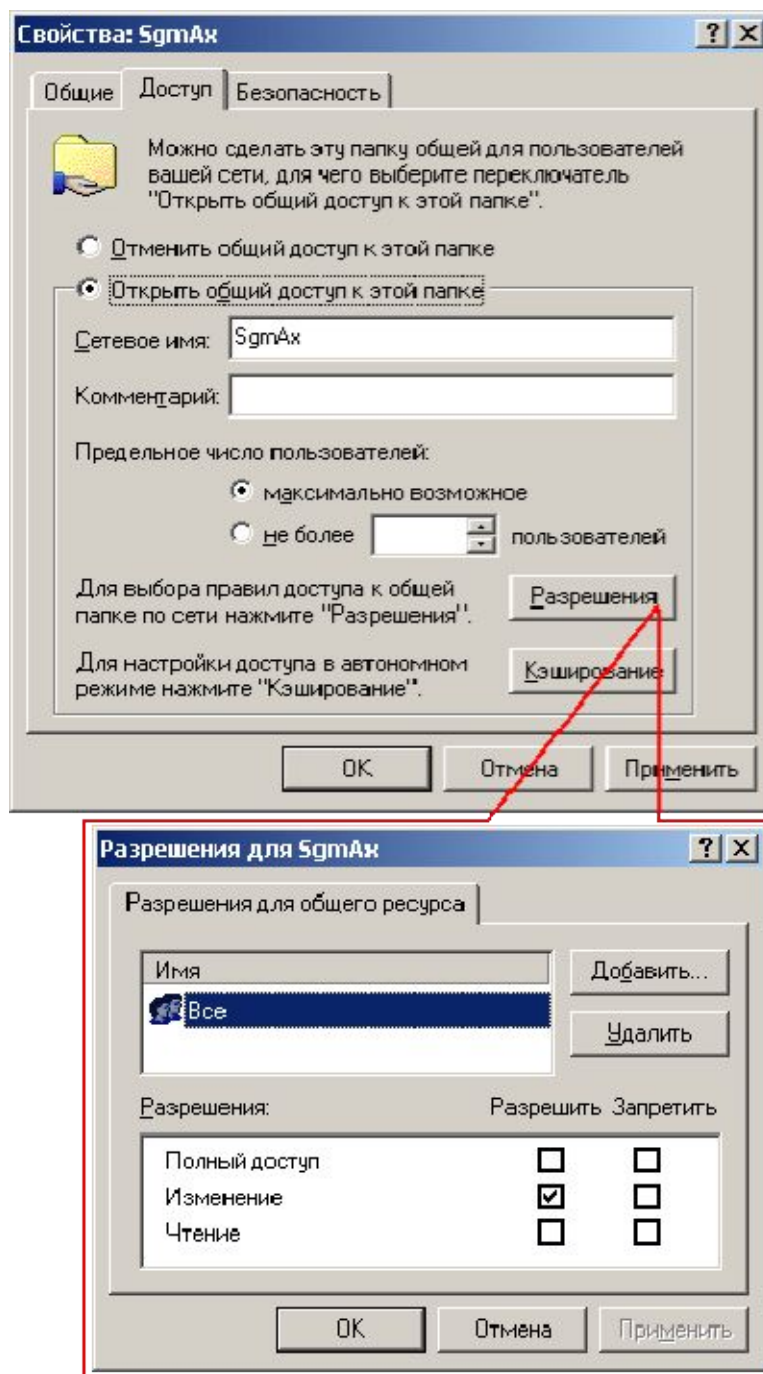 Свойства: SgmAx
Общие Доступ Безопасность
Можно сделать эту папку общей для пользователей
вашей сети, для чего выберите переключатель
"Открыть общий доступ к этой папке".
Отменить общий доступ к этой папке
Открыть общий доступ к этой папке
Сетевое имя: SgmAx
Комментарий:
Предельное число пользователей:
максимально возможное
не более пользователей
Для выбора правил доступа к общей
папке по сети нажмите "Разрешения".
Разрешения
Для настройки доступа в автономном
режиме нажмите "Кэширование".
Кэширование
OK Отмена Применить
Разрешения для SgmAx
Разрешения для общего ресурса
Имя
Все
Добавить...
Удалить
Разрешения: Разрешить Запретить
Полный доступ
Изменение
Чтение
OK Отмена Применить